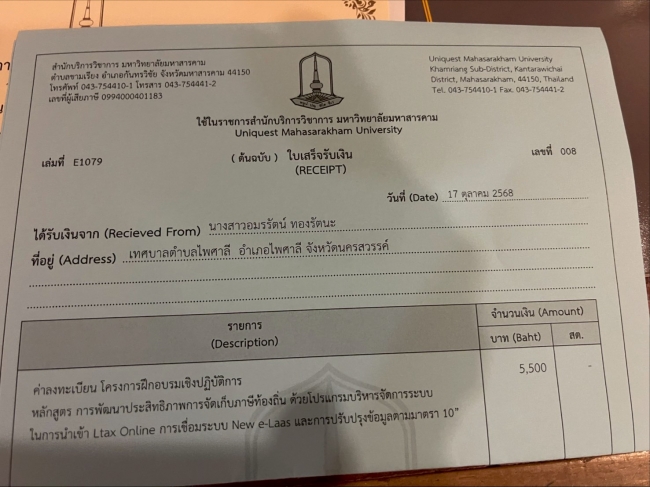 สำนักบริการวิชาการ มหาวิทยาลัยมหาสารคาม
ตำบลขามเรียง อำเภอกันทรวิชัย จังหวัดมหาสารคาม 44150
โทรศัพท์ 043-754410-1 โทรสาร 043-754441-2
เลขที่ผู้เสียภาษี 0994000401183
Uniquest Mahasarakham University
Khamriang Sub-District, Kantarawichai
District, Mahasarakham, 44150, Thailand
Tel. 043-754410-1 Fax. 043-754441-2
ใช้ในราชการสำนักบริการวิชาการ มหาวิทยาลัยมหาสารคาม
Uniquest Mahasarakham University
เล่มที่ E1079 ( ต้นฉบับ ) ใบเสร็จรับเงิน เลขที่ 008
(RECEIPT)
วันที่ (Date) 17 ตุลาคม 2568
ได้รับเงินจาก (Recieved From) นางสาวอมรรัตน์ ทองรัตนะ
ที่อยู่ (Address) เทศบาลตำบลไพศาลี อำเภอไพศาลี จังหวัดนครสวรรค์
รายการ
(Description)
จำนวนเงิน (Amount)
บาท (Baht) สต.
ค่าลงทะเบียน โครงการฝึกอบรมเชิงปฏิบัติการ 5,500 -
หลักสูตร การพัฒนาประสิทธิภาพการจัดเก็บภาษีท้องถิ่น ด้วยโปรแกรมบริหารจัดการระบบ
ในการนำเข้า Ltax Online การเชื่อมระบบ New e-Laas และการปรับปรุงข้อมูลตามมาตรา 10"